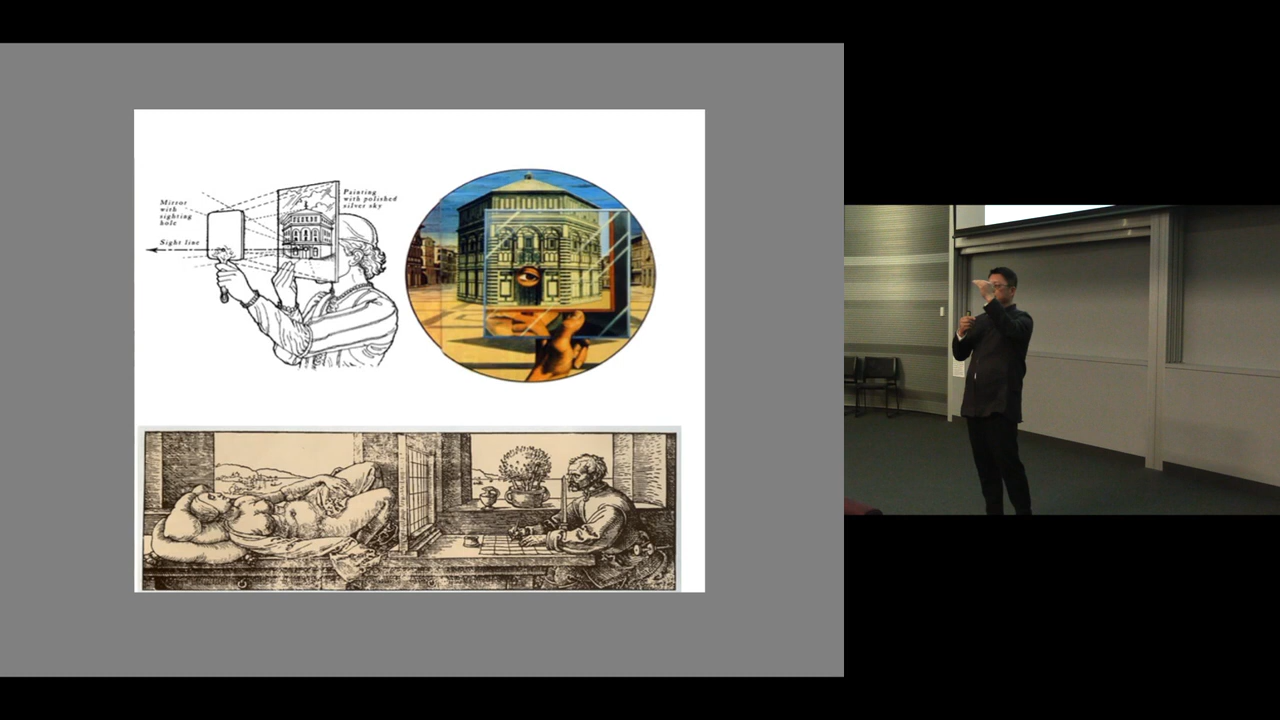 Mirror
with
sighting
hole
Sight line
Painting
with polished
silver sky